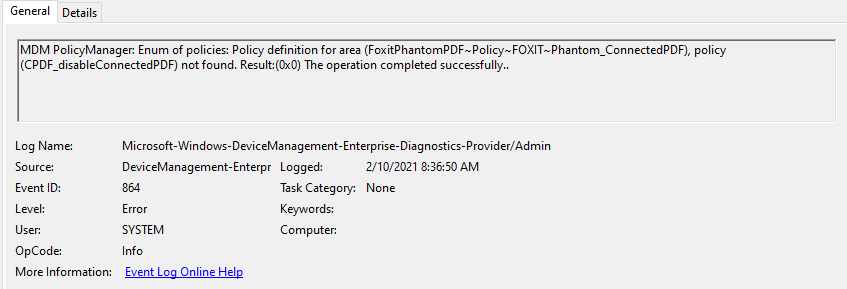 General Details
MDM PolicyManager: Enum of policies: Policy definition for area (FoxitPhantomPDF~Policy~FOXIT~Phantom_ConnectedPDF), policy
(CPDF_disableConnectedPDF) not found. Result:(0x0) The operation completed successfully..
Log Name: Microsoft-Windows-DeviceManagement-Enterprise-Diagnostics-Provider/Admin
Source: DeviceManagement-Enterpr Logged: 2/10/2021 8:36:50 AM
Event ID: 864 Task Category: None
Level: Error Keywords:
User: SYSTEM Computer:
OpCode: Info
More Information: Event Log Online Help